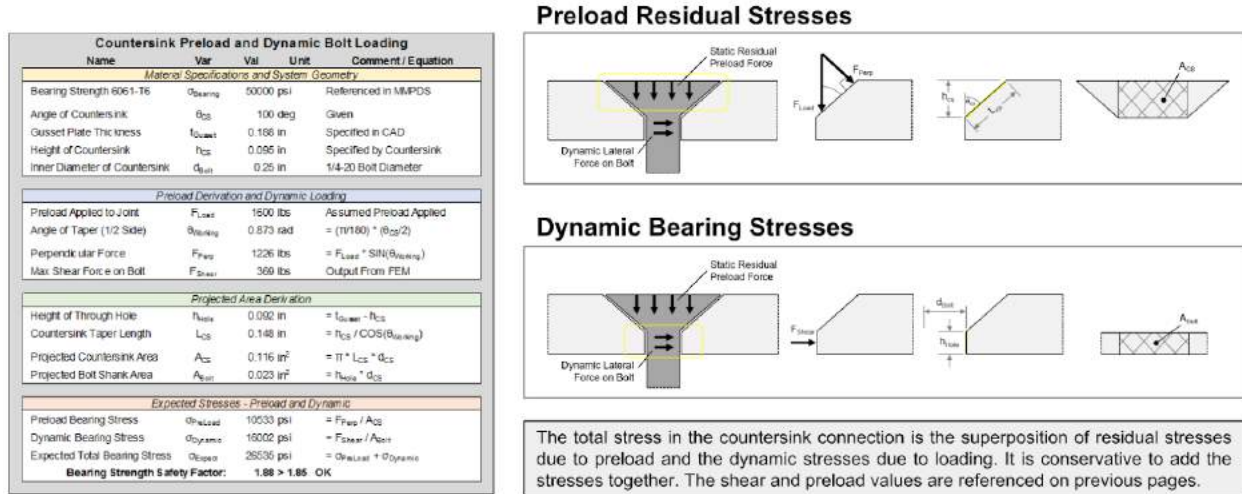 Countersink Preload and Dynamic Bolt Loading
Name Var Val Unit Comment / Equation
Material Specifications and System Geometry
Bearing Strength 6061-T6 σBearing 50000 psi Referenced in MMPDS
Angle of Countersink θCS 100 deg Given
Gusset Plate Thickness tGusset 0.188 in Specified in CAD
Height of Countersink hCS 0.095 in Specified by Countersink
Inner Diameter of Countersink dBolt 0.25 in 1/4-20 Bolt Diameter
Preload Derivation and Dynamic Loading
Preload Applied to Joint FLoad 1600 lbs Assumed Preload Applied
Angle of Taper (1/2 Side) θWorking 0.873 rad = (π/180) * (θCS/2)
Perpendicular Force FPerp 1226 lbs = FLoad * SIN(θWorking)
Max Shear Force on Bolt FShear 369 lbs Output From FEM
Projected Area Derivation
Height of Through Hole hHole 0.092 in = tGusset - hCS
Countersink Taper Length LCS 0.148 in = hCS / COS(θWorking)
Projected Countersink Area ACS 0.116 in² = π * LCS * dCS
Projected Bolt Shank Area ABolt 0.023 in² = hHole * dCS
Expected Stresses - Preload and Dynamic
Preload Bearing Stress σPreLoad 10533 psi = FPerp / ACS
Dynamic Bearing Stress σDynamic 16002 psi = FShear / ABolt
Expected Total Bearing Stress σExpect 26535 psi = σPreLoad + σDynamic
Bearing Strength Safety Factor: 1.88 > 1.85 OK
Preload Residual Stresses
Static Residual
Preload Force
Dynamic Lateral
Force on Bolt
FPerp
FLoad
hCS
LCS
ACS
Dynamic Bearing Stresses
Static Residual
Preload Force
Dynamic Lateral
Force on Bolt
FShear
dBolt
hHole
ABolt
The total stress in the countersink connection is the superposition of residual stresses
due to preload and the dynamic stresses due to loading. It is conservative to add the
stresses together. The shear and preload values are referenced on previous pages.